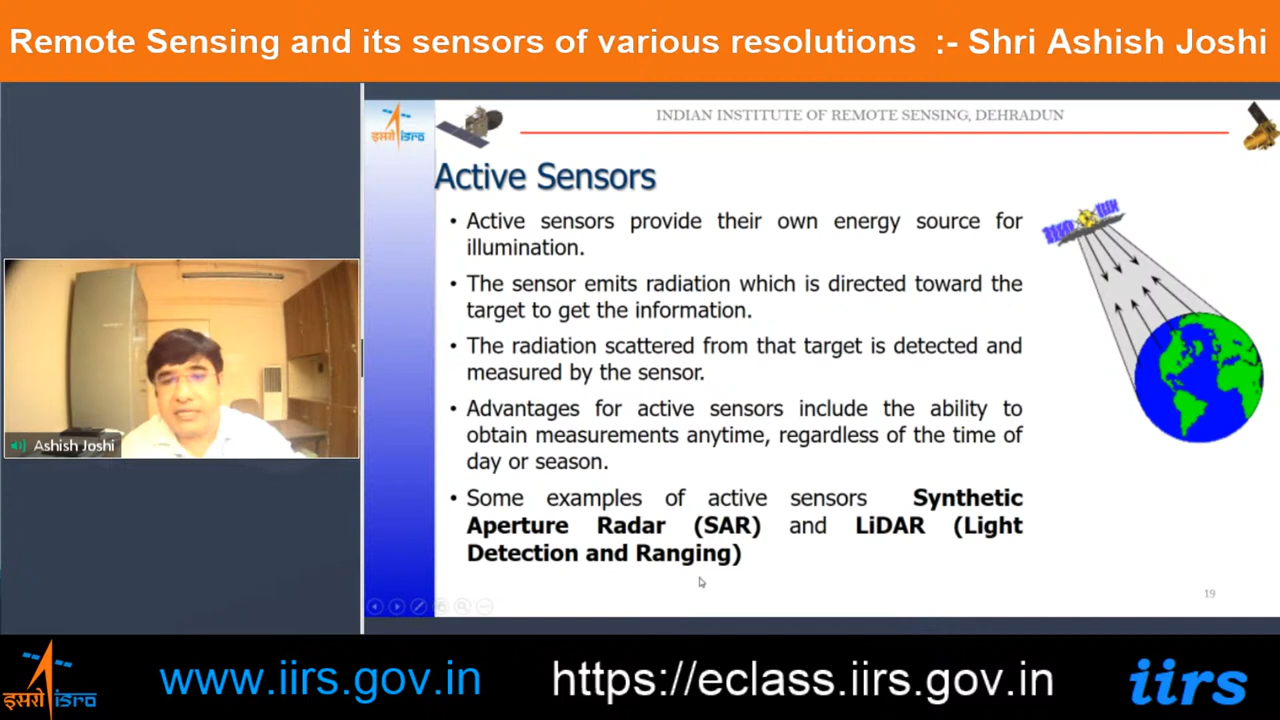 Remote Sensing and its sensors of various resolutions :- Shri Ashish Joshi
इसरो isro
INDIAN INSTITUTE OF REMOTE SENSING, DEHRADUN
Active Sensors
• Active sensors provide their own energy source for
illumination.
• The sensor emits radiation which is directed toward the
target to get the information.
• The radiation scattered from that target is detected and
measured by the sensor.
• Advantages for active sensors include the ability to
obtain measurements anytime, regardless of the time of
day or season.
• Some examples of active sensors Synthetic
Aperture Radar (SAR) and LiDAR (Light
Detection and Ranging)
Ashish Joshi
19
इसरो isro
www.iirs.gov.in
https://eclass.iirs.gov.in
iirs